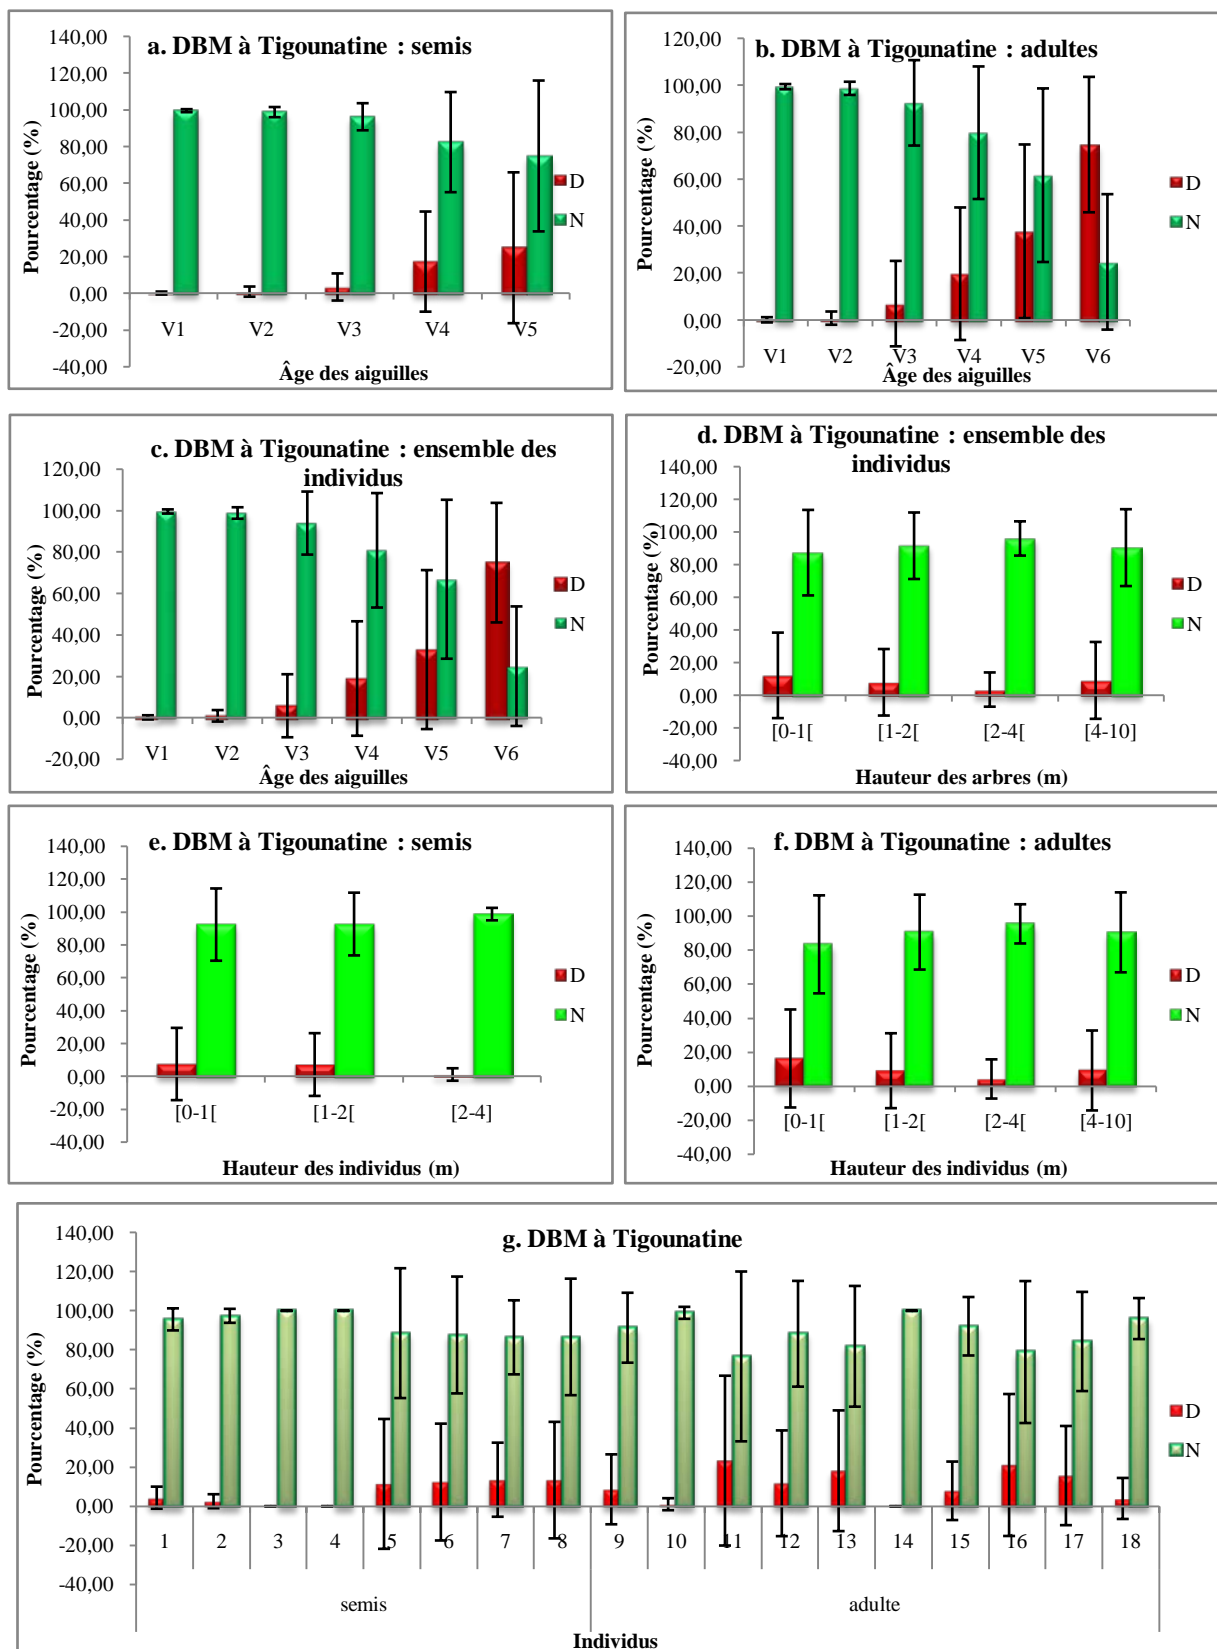 a. DBM à Tigounatine : semis
Pourcentage (%)
140,00
120,00
100,00
80,00
60,00
40,00
20,00
0,00
-20,00
-40,00
V1 V2 V3 V4 V5
Âge des aiguilles
D
N
b. DBM à Tigounatine : adultes
Pourcentage (%)
120,00
100,00
80,00
60,00
40,00
20,00
0,00
-20,00
V1 V2 V3 V4 V5 V6
Âge des aiguilles
D
N
c. DBM à Tigounatine : ensemble des
individus
Pourcentage (%)
120,00
100,00
80,00
60,00
40,00
20,00
0,00
-20,00
V1 V2 V3 V4 V5 V6
Âge des aiguilles
D
N
d. DBM à Tigounatine : ensemble des
individus
Pourcentage (%)
140,00
120,00
100,00
80,00
60,00
40,00
20,00
0,00
-20,00
-40,00
[0-1[ [1-2[ [2-4[ [4-10]
Hauteur des arbres (m)
D
N
e. DBM à Tigounatine : semis
Pourcentage (%)
140,00
120,00
100,00
80,00
60,00
40,00
20,00
0,00
-20,00
-40,00
[0-1[ [1-2[ [2-4]
Hauteur des individus (m)
D
N
f. DBM à Tigounatine : adultes
Pourcentage (%)
140,00
120,00
100,00
80,00
60,00
40,00
20,00
0,00
-20,00
-40,00
[0-1[ [1-2[ [2-4[ [4-10]
Hauteur des individus (m)
D
N
g. DBM à Tigounatine
Pourcentage (%)
140,00
120,00
100,00
80,00
60,00
40,00
20,00
0,00
-20,00
-40,00
1 2 3 4 5 6 7 8 9 10 11 12 13 14 15 16 17 18
semis adulte
Individus
D
N